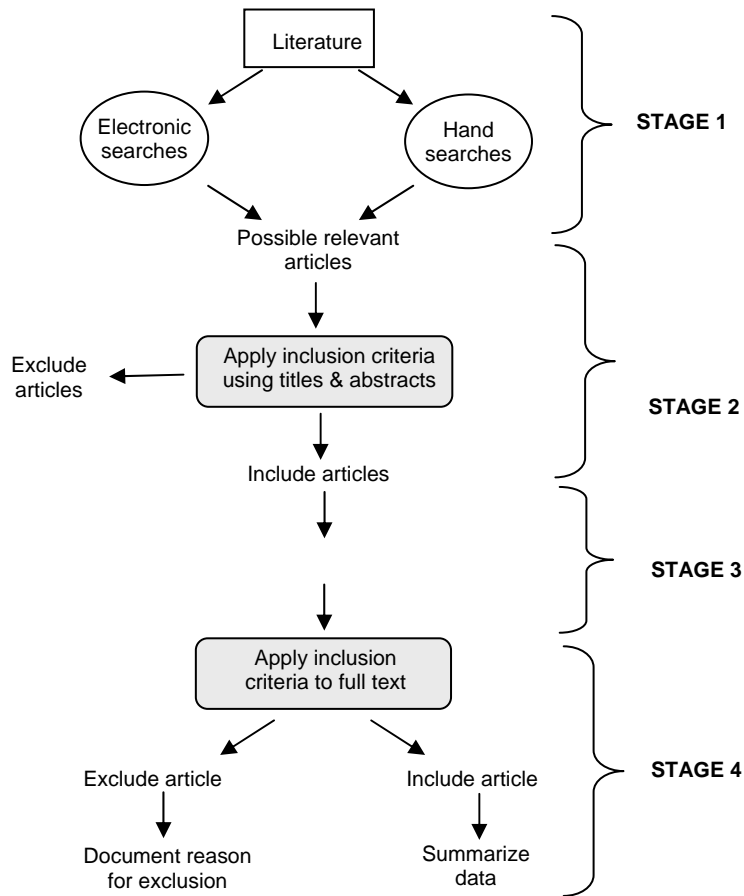 Literature
Electronic
searches
Hand
searches
STAGE 1
Possible relevant
articles
Exclude
articles
Apply inclusion criteria
using titles & abstracts
STAGE 2
Include articles
STAGE 3
Apply inclusion
criteria to full text
Exclude article
Include article
STAGE 4
Document reason
for exclusion
Summarize
data